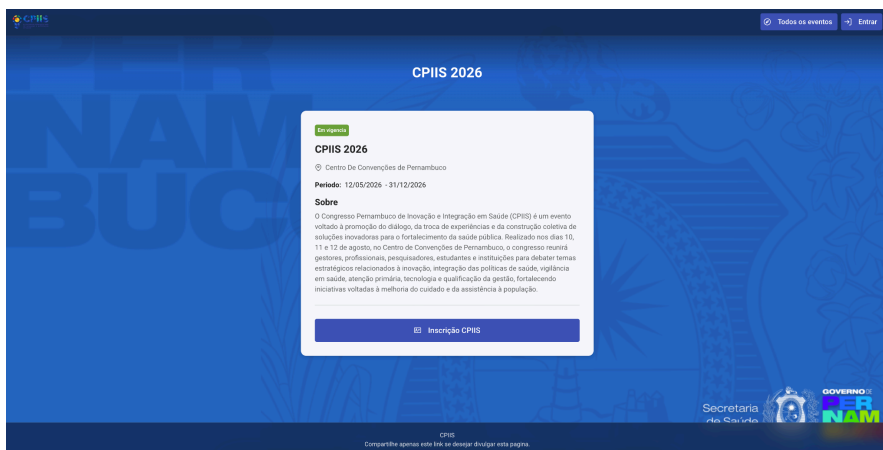 CPIIS
Todos os eventos
Entrar
PER
NAM
BUCO
CPIIS 2026
Em vigencia
CPIIS 2026
Centro De Convenções de Pernambuco
Período: 12/05/2026 - 31/12/2026
Sobre
O Congresso Pernambuco de Inovação e Integração em Saúde (CPIIS) é um evento
voltado à promoção do diálogo, da troca de experiências e da construção coletiva de
soluções inovadoras para o fortalecimento da saúde pública. Realizado nos dias 10,
11 e 12 de agosto, no Centro de Convenções de Pernambuco, o congresso reunirá
gestores, profissionais, pesquisadores, estudantes e instituições para debater temas
estratégicos relacionados à inovação, integração das políticas de saúde, vigilância
em saúde, atenção primária, tecnologia e qualificação da gestão, fortalecendo
iniciativas voltadas à melhoria do cuidado e da assistência à população.
Inscrição CPIIS
Secretaria
de Saúde
GOVERNO DE
PER
NAM
CPIIS
Compartilhe apenas este link se desejar divulgar esta pagina.